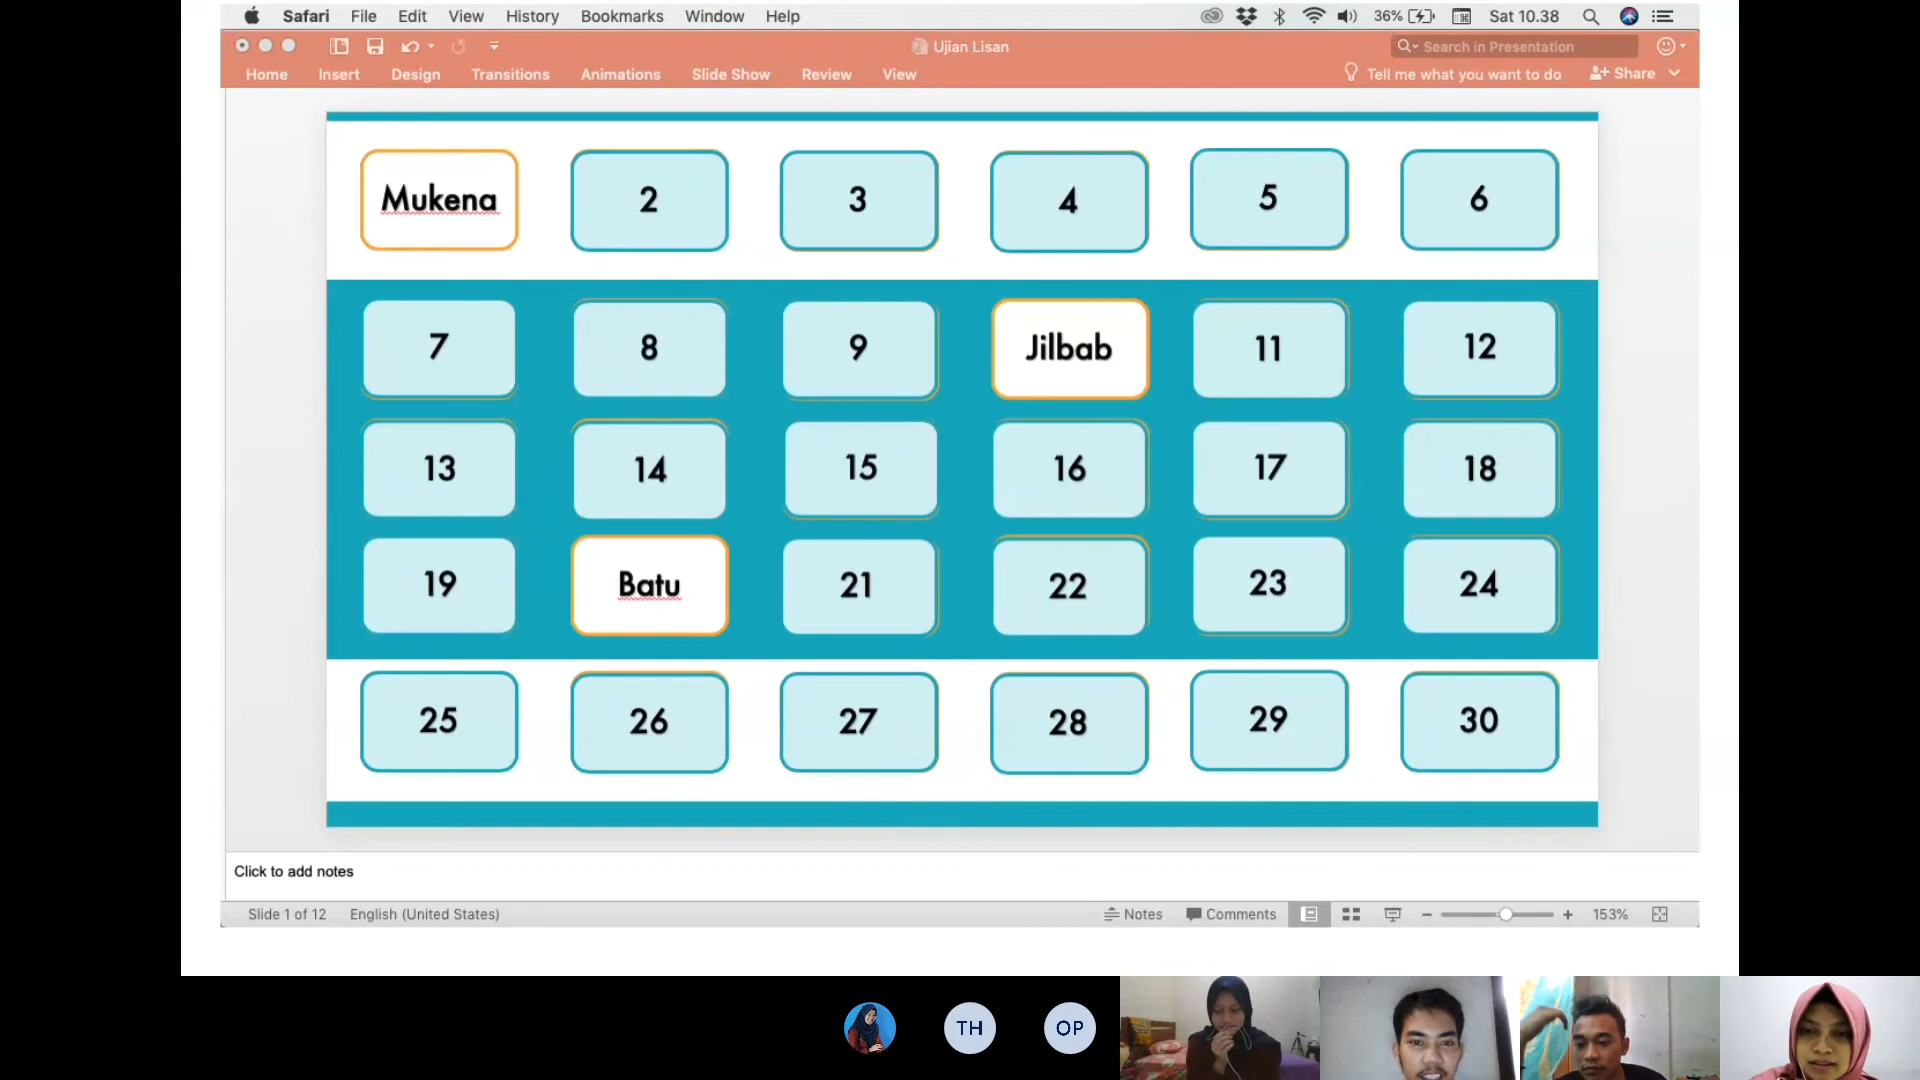 Safari File Edit View History Bookmarks Window Help 36% Sat 10.38
Ujian Lisan Search in Presentation
Home Insert Design Transitions Animations Slide Show Review View Tell me what you want to do Share
Mukena 2 3 4 5 6
7 8 9 Jilbab 11 12
13 14 15 16 17 18
19 Batu 21 22 23 24
25 26 27 28 29 30
Click to add notes
Slide 1 of 12 English (United States) Notes Comments 153%
TH OP